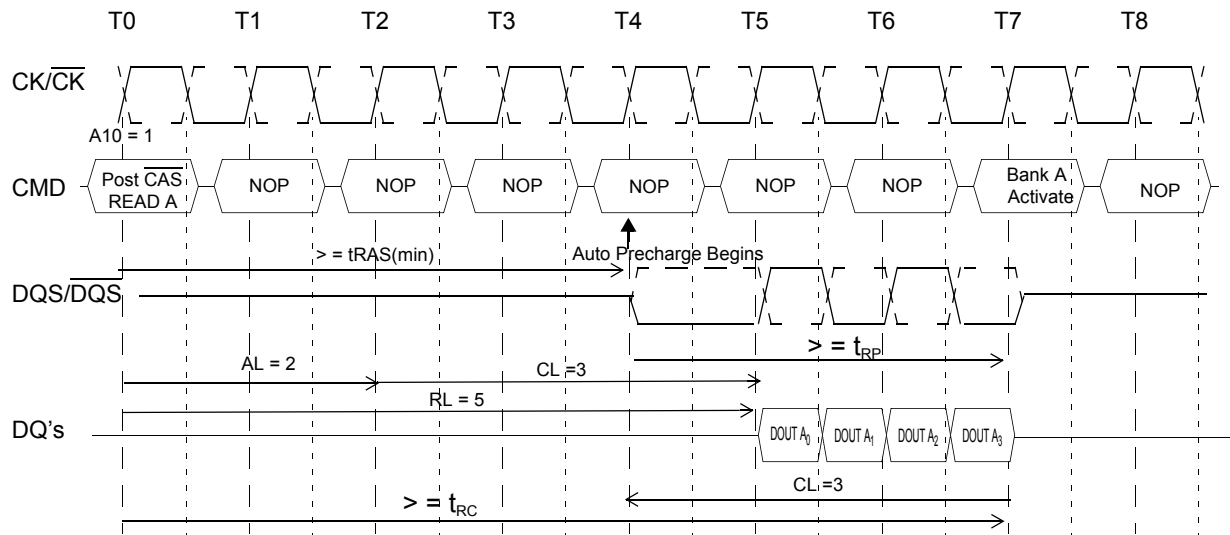 T0 T1 T2 T3 T4 T5 T6 T7 T8
CK/CK
A10 = 1
CMD
Post CAS
READ A
NOP NOP NOP NOP NOP NOP
Bank A
Activate
NOP
> = tRAS(min)
Auto Precharge Begins
DQS/DQS
> = tRP
AL = 2
CL =3
RL = 5
DQ's
DOUT A0 DOUT A1 DOUT A2 DOUT A3
CL =3
> = tRC